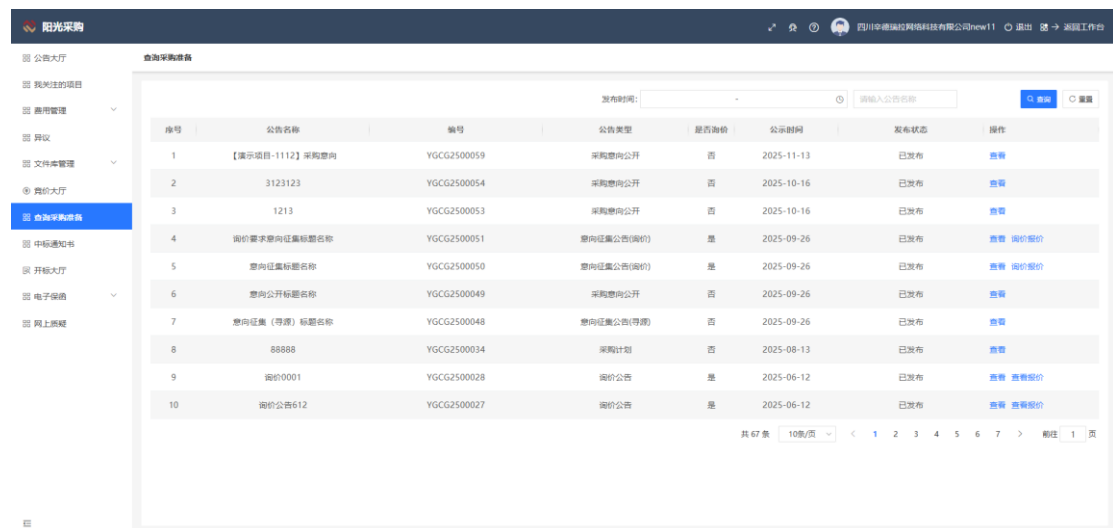 阳光采购
四川辛德瑞拉网络科技有限公司new11 退出 返回工作台
公告大厅
我关注的项目
费用管理
异议
文件库管理
竞价大厅
查询采购准备
中标通知书
开标大厅
电子保函
网上质疑
查询采购准备
发布时间: - 请输入公告名称 查询 重置
序号 公告名称 编号 公告类型 是否询价 公示时间 发布状态 操作
1 【演示项目-1112】采购意向 YGCG2500059 采购意向公开 否 2025-11-13 已发布 查看
2 3123123 YGCG2500054 采购意向公开 否 2025-10-16 已发布 查看
3 1213 YGCG2500053 采购意向公开 否 2025-10-16 已发布 查看
4 询价要求意向征集标题名称 YGCG2500051 意向征集公告(询价) 是 2025-09-26 已发布 查看 询价报价
5 意向征集标题名称 YGCG2500050 意向征集公告(询价) 是 2025-09-26 已发布 查看 询价报价
6 意向公开标题名称 YGCG2500049 采购意向公开 否 2025-09-26 已发布 查看
7 意向征集（寻源）标题名称 YGCG2500048 意向征集公告(寻源) 否 2025-09-26 已发布 查看
8 88888 YGCG2500034 采购计划 否 2025-08-13 已发布 查看
9 询价0001 YGCG2500028 询价公告 是 2025-06-12 已发布 查看 查看报价
10 询价公告612 YGCG2500027 询价公告 是 2025-06-12 已发布 查看 查看报价
共 67 条 10条/页 < 1 2 3 4 5 6 7 > 前往 1 页